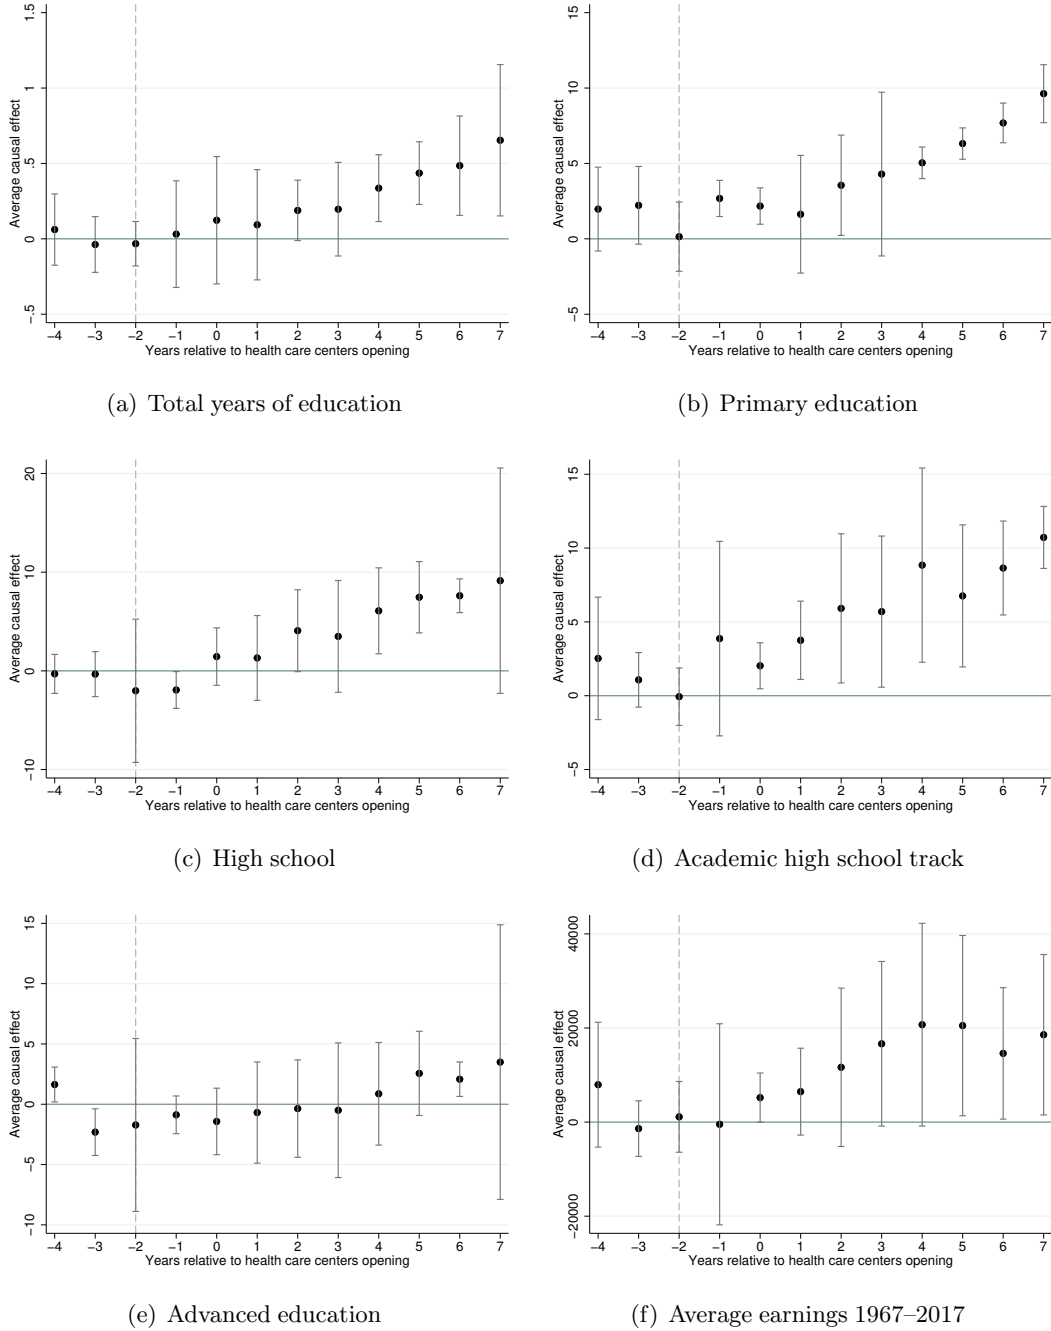 1.5
1
.5
0
-.5
Average causal effect
-4 -3 -2 -1 0 1 2 3 4 5 6 7
Years relative to health care centers opening
(a) Total years of education
15
10
5
0
-5
Average causal effect
-4 -3 -2 -1 0 1 2 3 4 5 6 7
Years relative to health care centers opening
(b) Primary education
20
10
0
-10
Average causal effect
-4 -3 -2 -1 0 1 2 3 4 5 6 7
Years relative to health care centers opening
(c) High school
15
10
5
0
-5
Average causal effect
-4 -3 -2 -1 0 1 2 3 4 5 6 7
Years relative to health care centers opening
(d) Academic high school track
15
10
5
0
-5
-10
Average causal effect
-4 -3 -2 -1 0 1 2 3 4 5 6 7
Years relative to health care centers opening
(e) Advanced education
40000
20000
0
-20000
Average causal effect
-4 -3 -2 -1 0 1 2 3 4 5 6 7
Years relative to health care centers opening
(f) Average earnings 1967–2017